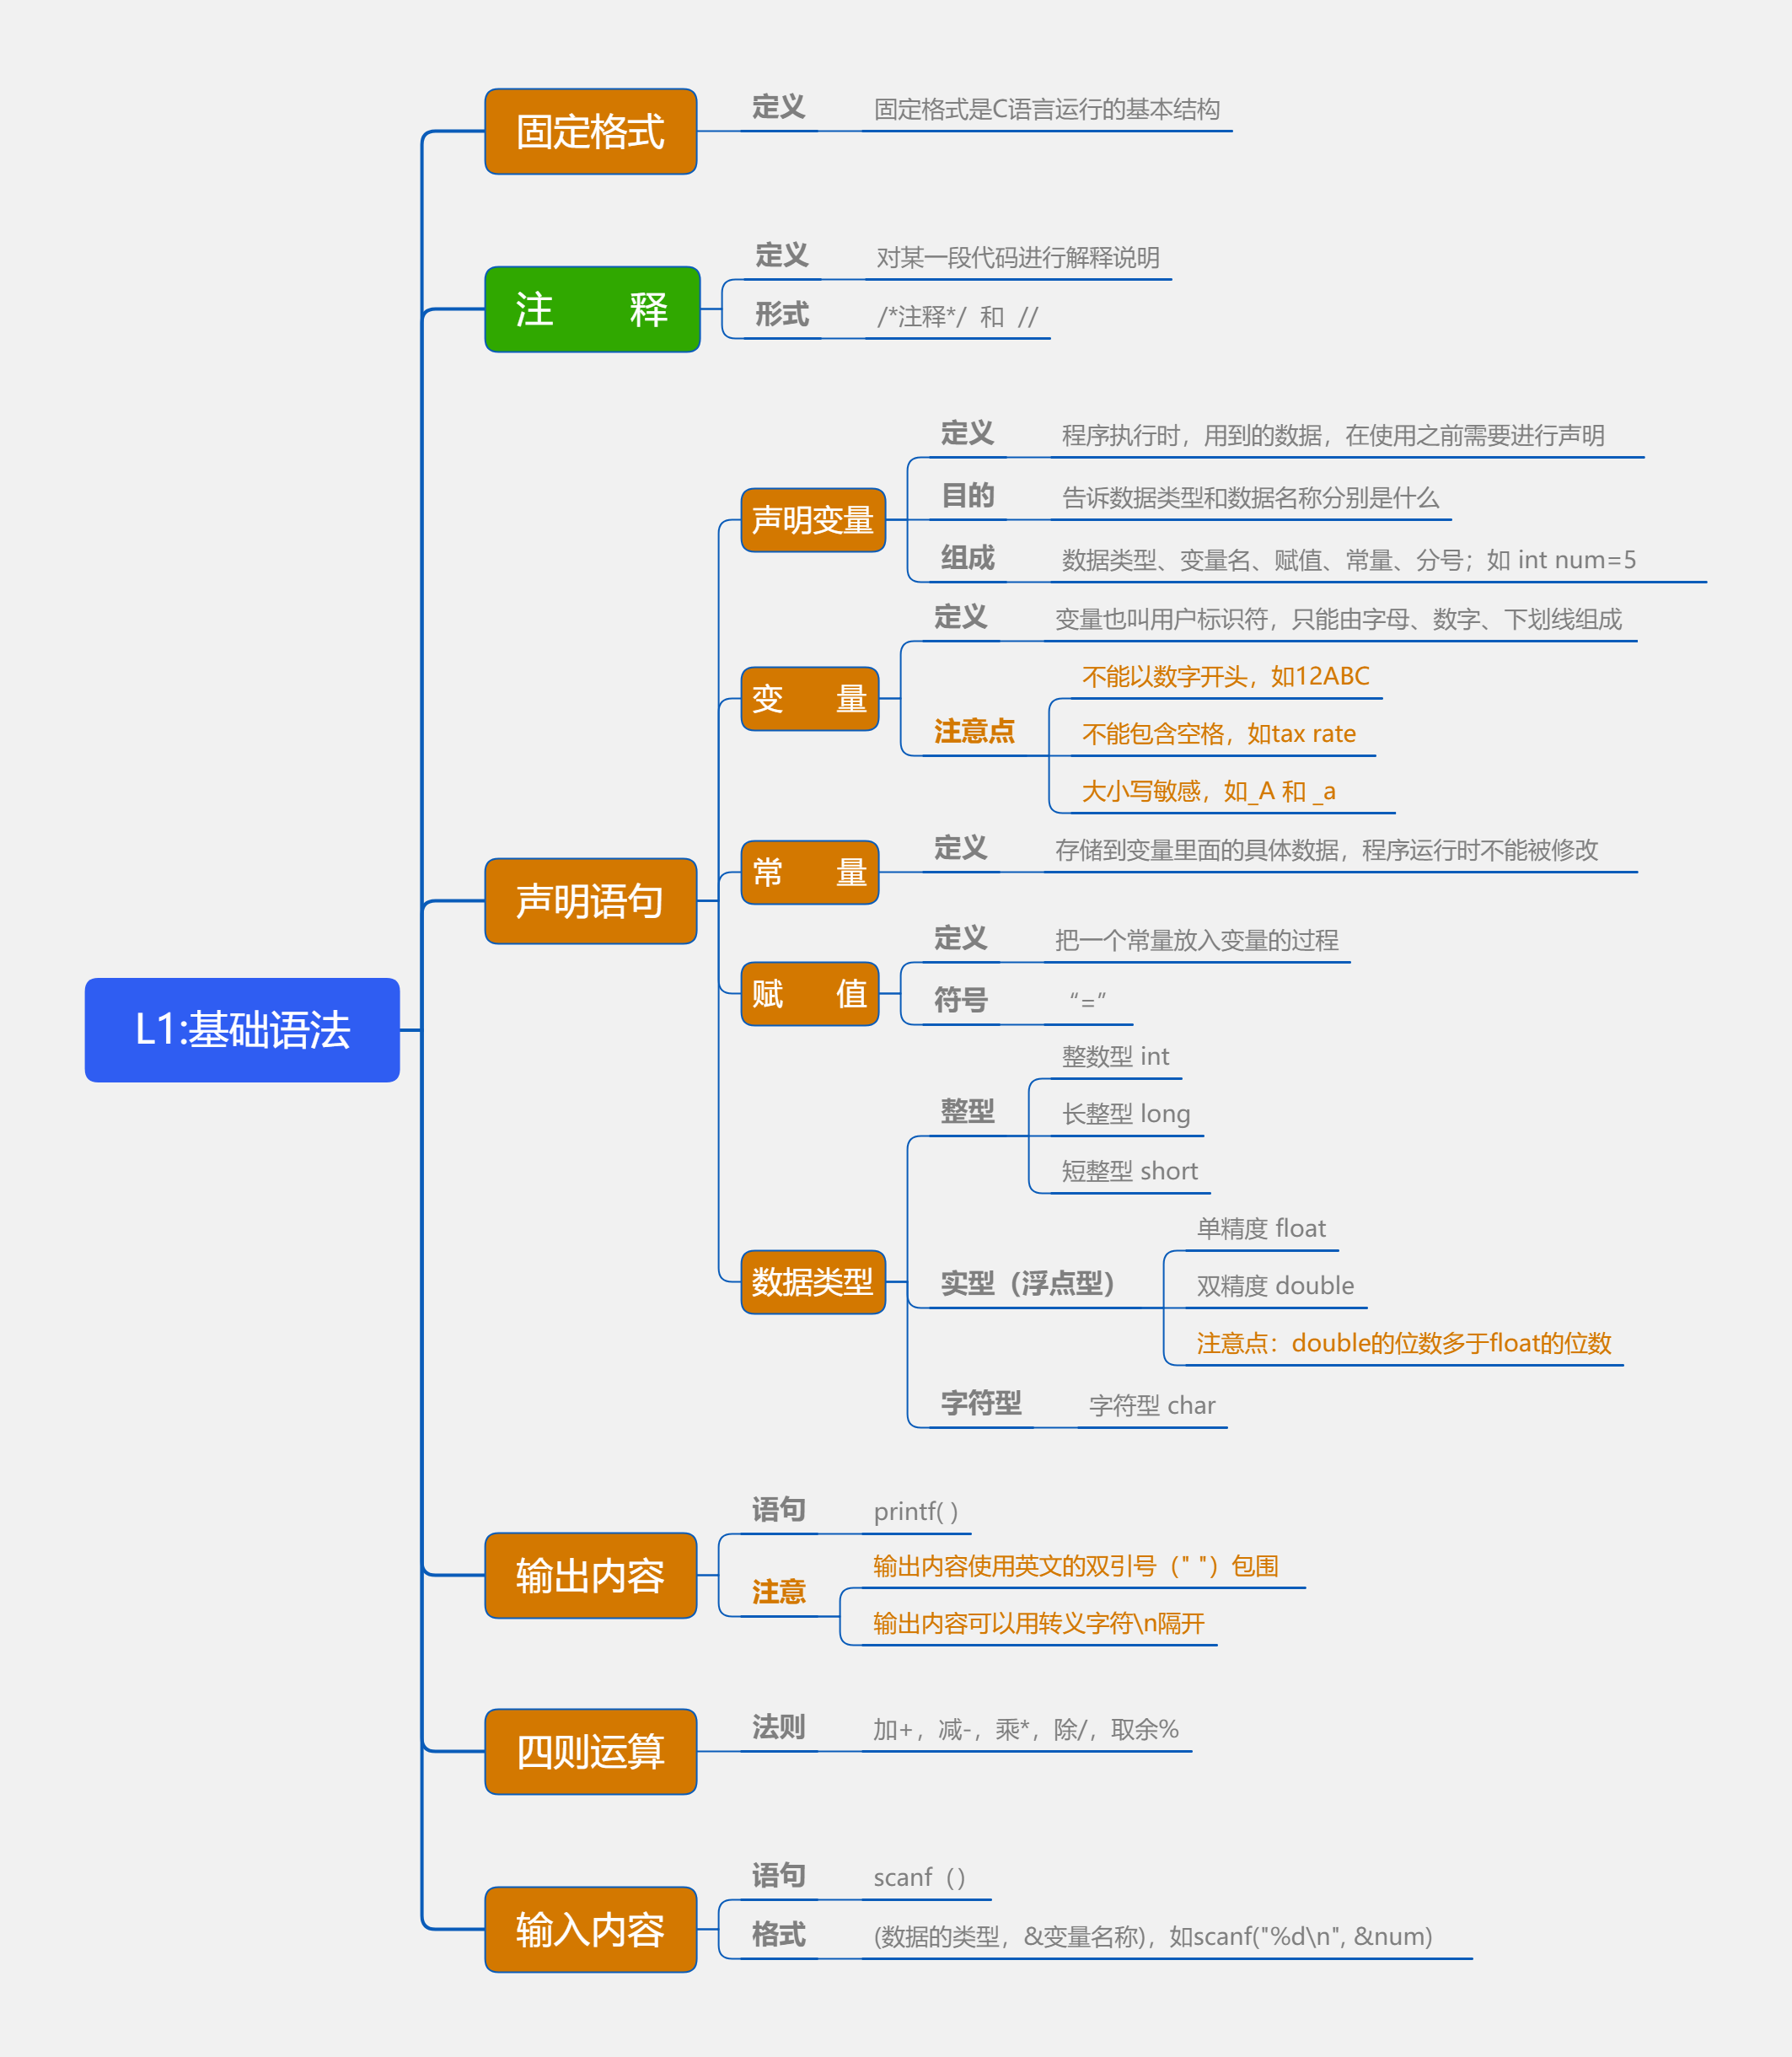 固定格式
定义
固定格式是C语言运行的基本结构
注 释
定义
对某一段代码进行解释说明
形式
/*注释*/ 和 //
声明语句
声明变量
定义
程序执行时，用到的数据，在使用之前需要进行声明
目的
告诉数据类型和数据名称分别是什么
组成
数据类型、变量名、赋值、常量、分号；如 int num=5
变 量
定义
变量也叫用户标识符，只能由字母、数字、下划线组成
注意点
不能以数字开头，如12ABC
不能包含空格，如tax rate
大小写敏感，如_A 和 _a
常 量
定义
存储到变量里面的具体数据，程序运行时不能被修改
赋 值
定义
把一个常量放入变量的过程
符号
“=”
L1:基础语法
数据类型
整型
整数型 int
长整型 long
短整型 short
实型（浮点型）
单精度 float
双精度 double
注意点：double的位数多于float的位数
字符型
字符型 char
输出内容
语句
printf( )
注意
输出内容使用英文的双引号（" "）包围
输出内容可以用转义字符\n隔开
四则运算
法则
加+，减-，乘*，除/，取余%
输入内容
语句
scanf（）
格式
(数据的类型，&变量名称)，如scanf("%d\n", &num)